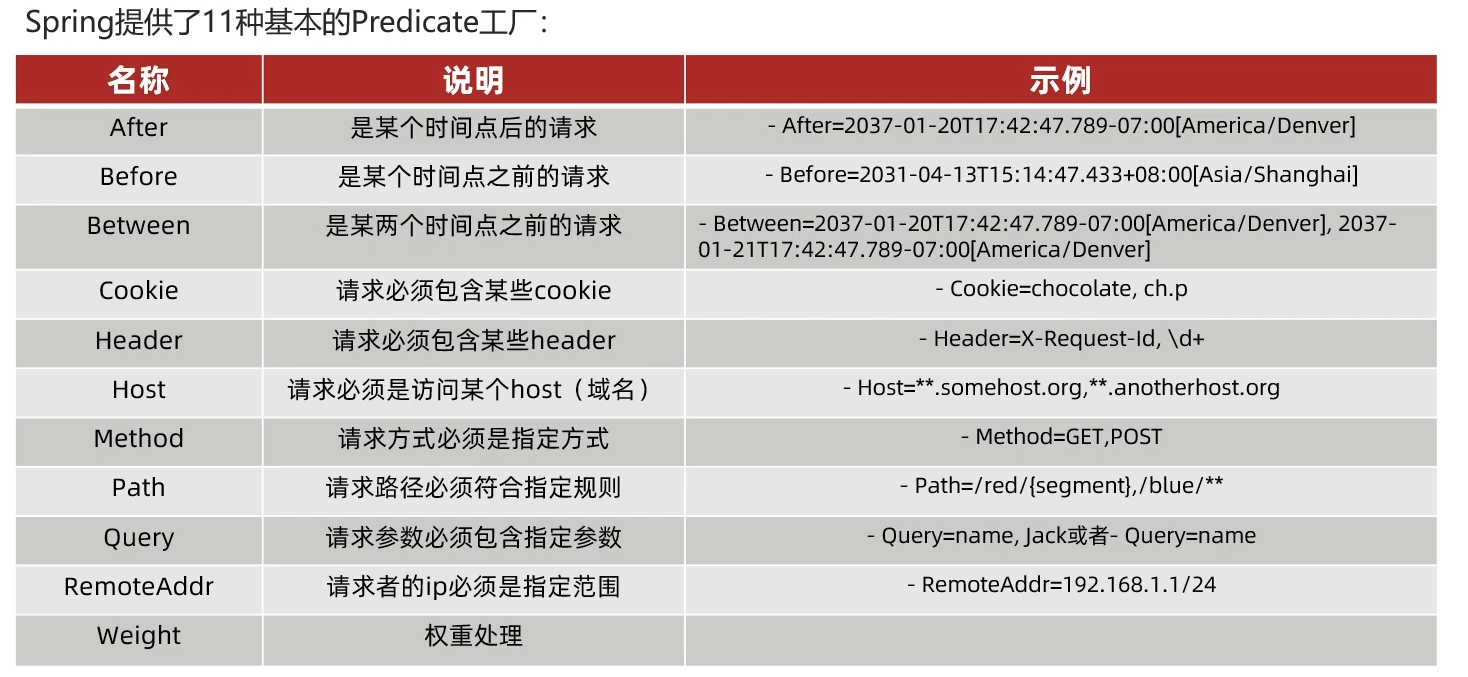 Spring提供了11种基本的Predicate工厂：
名称 说明 示例
After 是某个时间点后的请求 - After=2037-01-20T17:42:47.789-07:00[America/Denver]
Before 是某个时间点之前的请求 - Before=2031-04-13T15:14:47.433+08:00[Asia/Shanghai]
Between 是某两个时间点之前的请求 - Between=2037-01-20T17:42:47.789-07:00[America/Denver], 2037-
01-21T17:42:47.789-07:00[America/Denver]
Cookie 请求必须包含某些cookie - Cookie=chocolate, ch.p
Header 请求必须包含某些header - Header=X-Request-Id, \d+
Host 请求必须是访问某个host（域名） - Host=**.somehost.org,**.anotherhost.org
Method 请求方式必须是指定方式 - Method=GET,POST
Path 请求路径必须符合指定规则 - Path=/red/{segment},/blue/**
Query 请求参数必须包含指定参数 - Query=name, Jack或者- Query=name
RemoteAddr 请求者的ip必须是指定范围 - RemoteAddr=192.168.1.1/24
Weight 权重处理